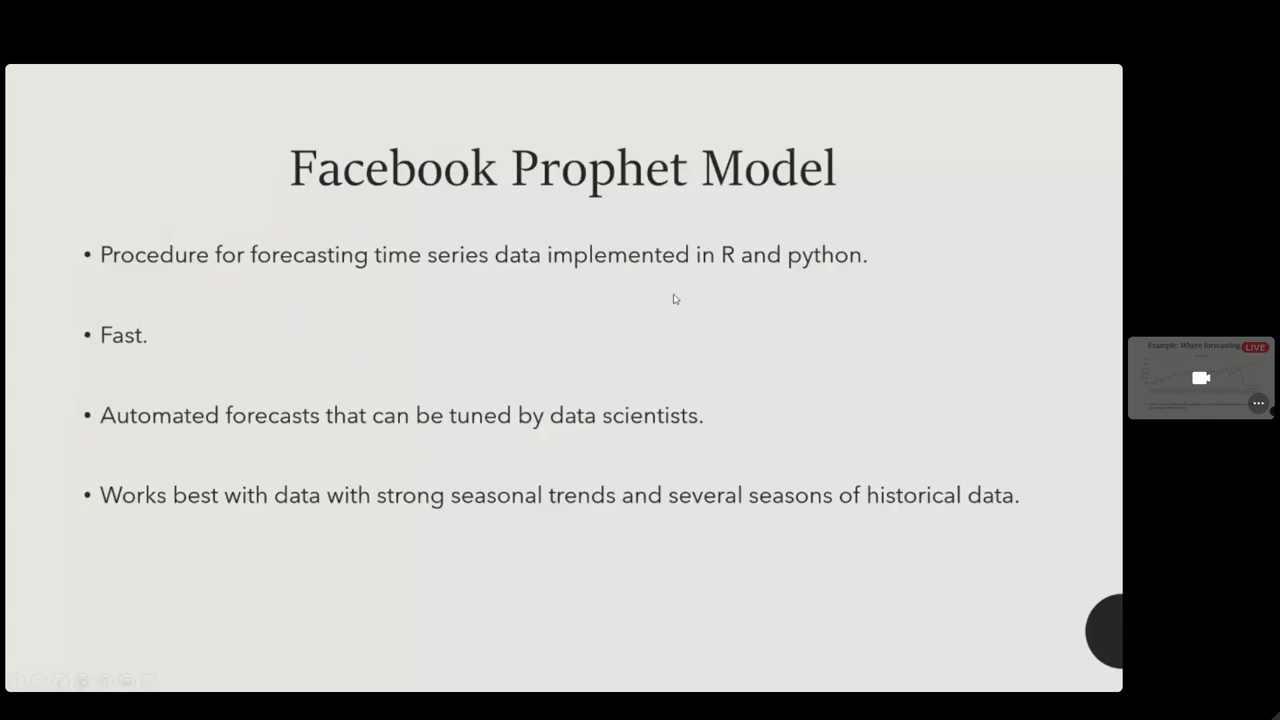 Facebook Prophet Model
• Procedure for forecasting time series data implemented in R and python.
• Fast.
• Automated forecasts that can be tuned by data scientists.
• Works best with data with strong seasonal trends and several seasons of historical data.
Example: Where forecasting
LIVE